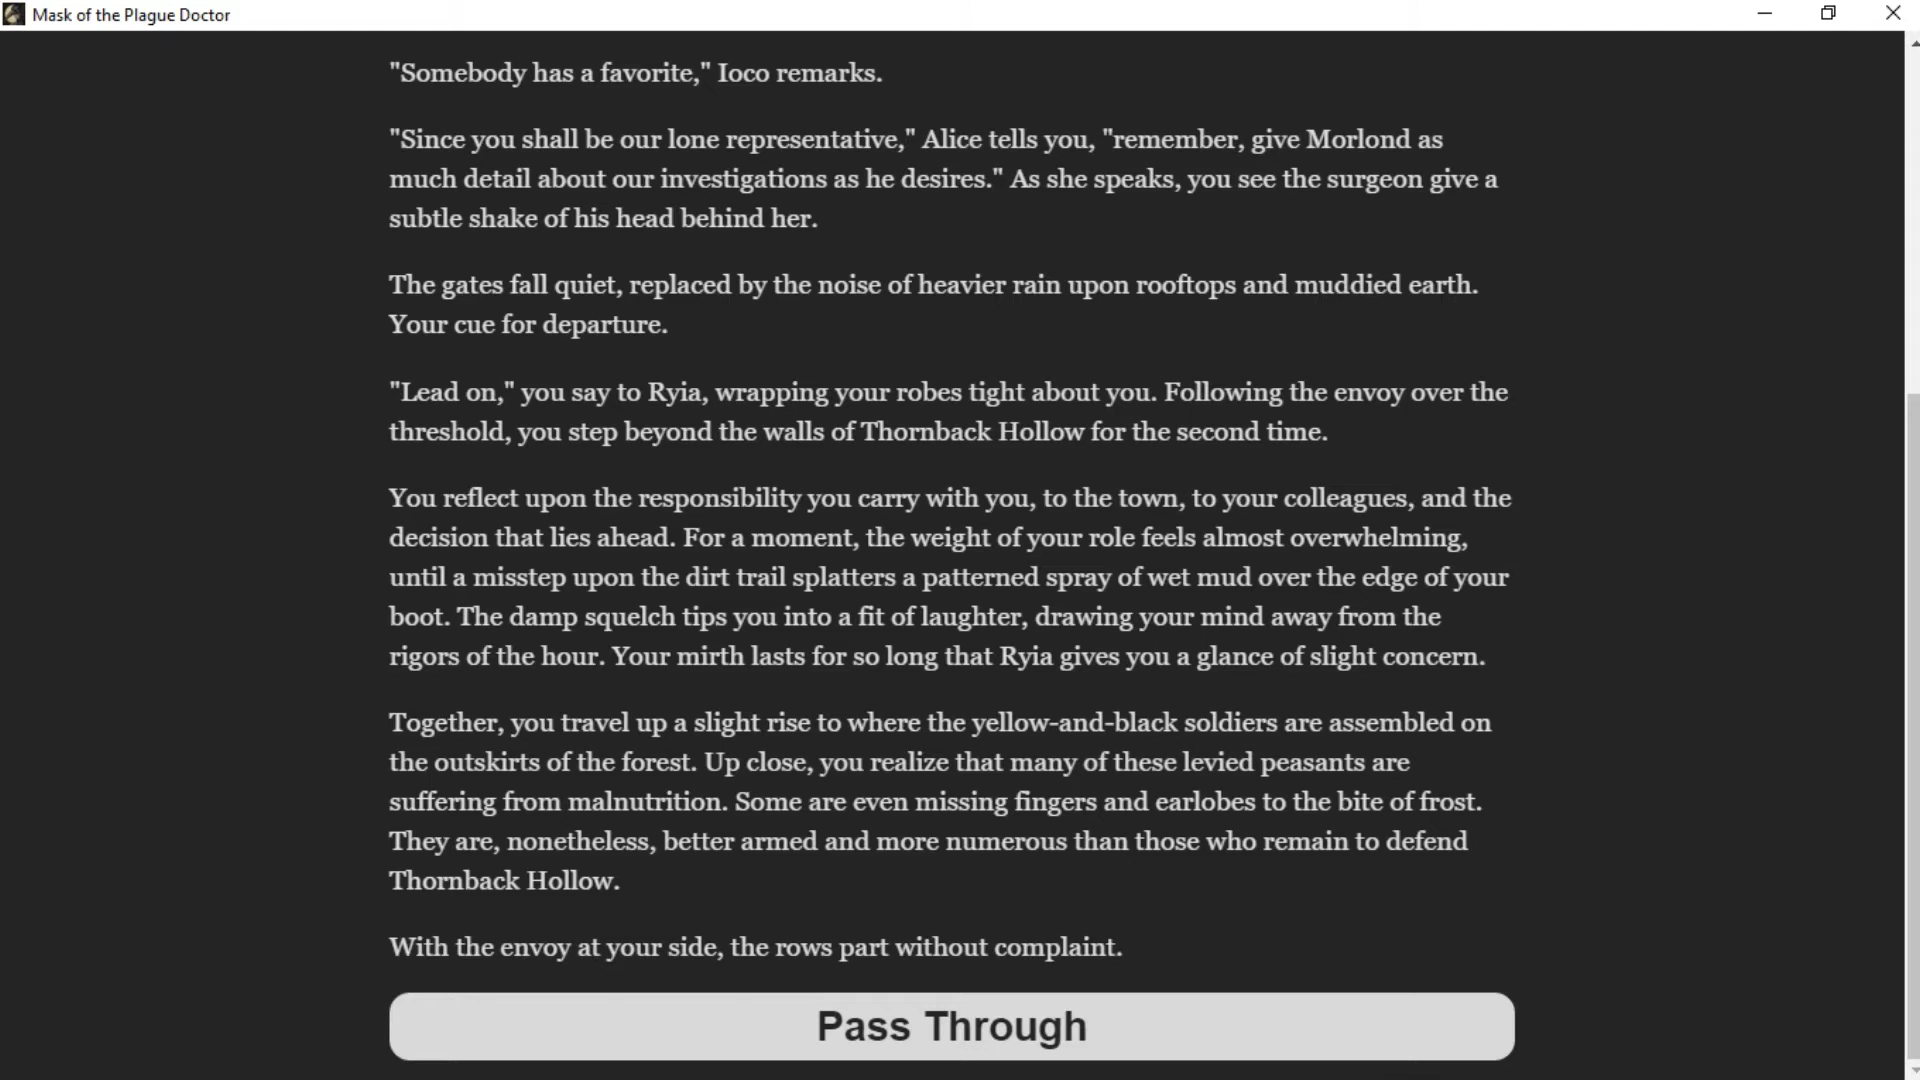 Mask of the Plague Doctor
"Somebody has a favorite," Ioco remarks.
"Since you shall be our lone representative," Alice tells you, "remember, give Morlond as
much detail about our investigations as he desires." As she speaks, you see the surgeon give a
subtle shake of his head behind her.
The gates fall quiet, replaced by the noise of heavier rain upon rooftops and muddied earth.
Your cue for departure.
"Lead on," you say to Ryia, wrapping your robes tight about you. Following the envoy over the
threshold, you step beyond the walls of Thornback Hollow for the second time.
You reflect upon the responsibility you carry with you, to the town, to your colleagues, and the
decision that lies ahead. For a moment, the weight of your role feels almost overwhelming,
until a misstep upon the dirt trail splatters a patterned spray of wet mud over the edge of your
boot. The damp squelch tips you into a fit of laughter, drawing your mind away from the
rigors of the hour. Your mirth lasts for so long that Ryia gives you a glance of slight concern.
Together, you travel up a slight rise to where the yellow-and-black soldiers are assembled on
the outskirts of the forest. Up close, you realize that many of these levied peasants are
suffering from malnutrition. Some are even missing fingers and earlobes to the bite of frost.
They are, nonetheless, better armed and more numerous than those who remain to defend
Thornback Hollow.
With the envoy at your side, the rows part without complaint.
Pass Through